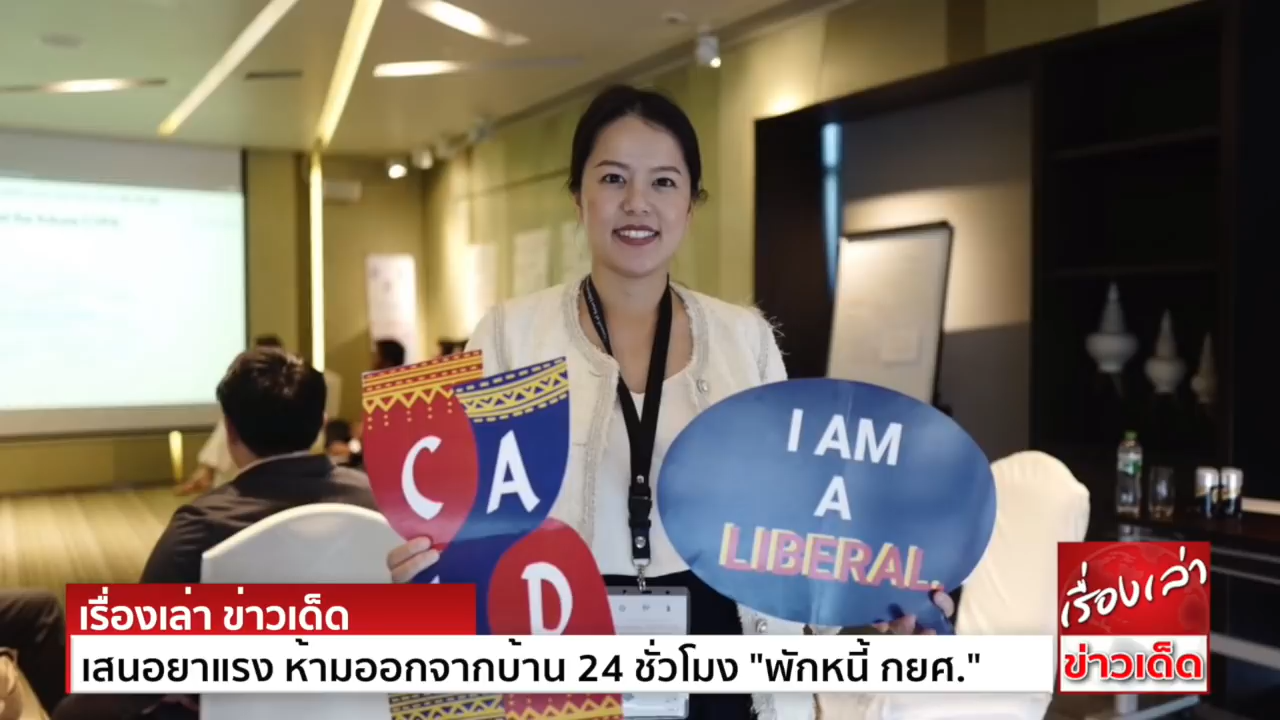 C A
D
I AM
A
LIBERAL.
เรื่องเล่า ข่าวเด็ด
เสนอยาแรง ห้ามออกจากบ้าน 24 ชั่วโมง "พักหนี้ กยศ."
เรื่องเล่า
ข่าวเด็ด